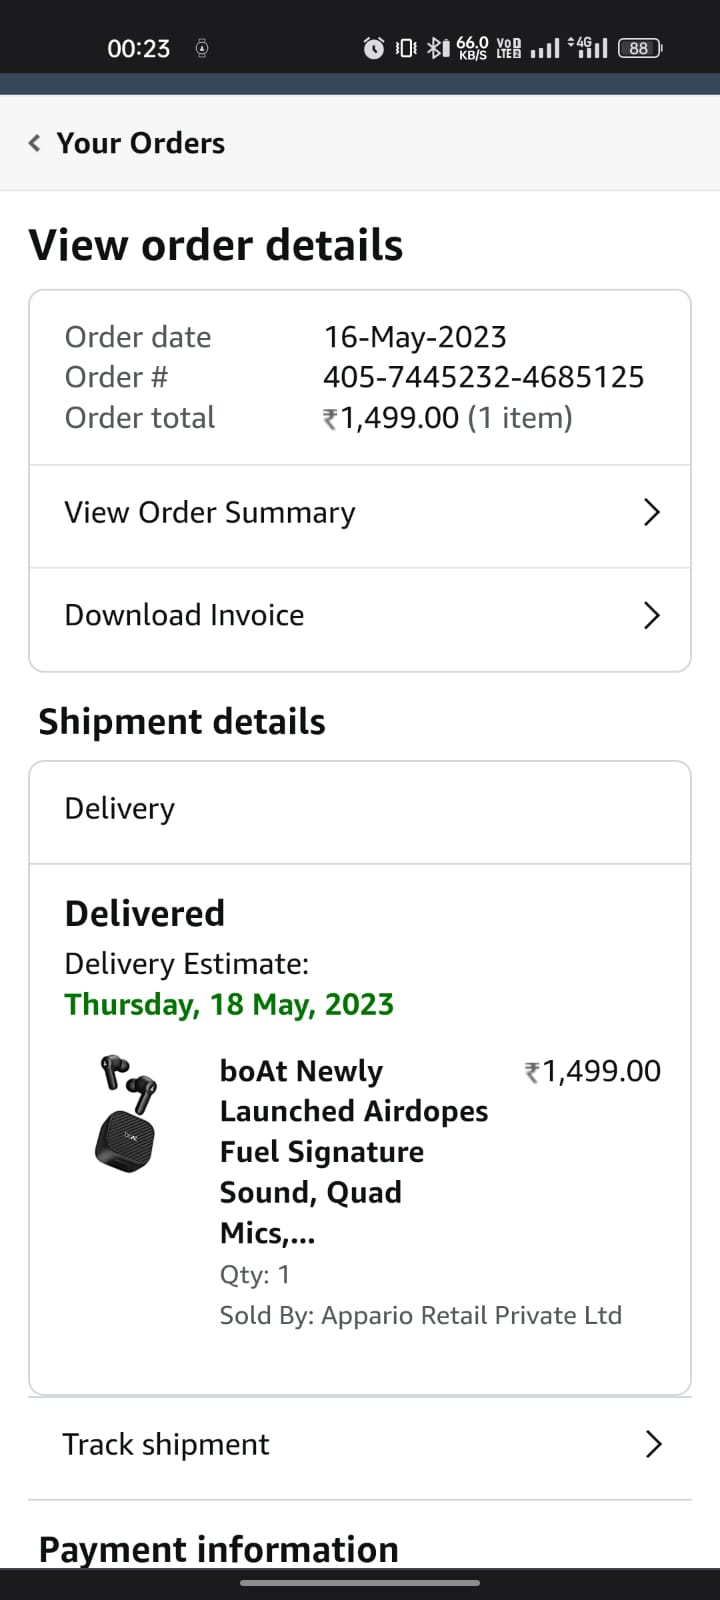 00:23 66.0 KB/S VoD LTE 4G 88
Your Orders
View order details
Order date 16-May-2023
Order # 405-7445232-4685125
Order total ₹1,499.00 (1 item)
View Order Summary
Download Invoice
Shipment details
Delivery
Delivered
Delivery Estimate:
Thursday, 18 May, 2023
boAt Newly ₹1,499.00
Launched Airdopes
Fuel Signature
Sound, Quad
Mics,...
Qty: 1
Sold By: Appario Retail Private Ltd
Track shipment
Payment information